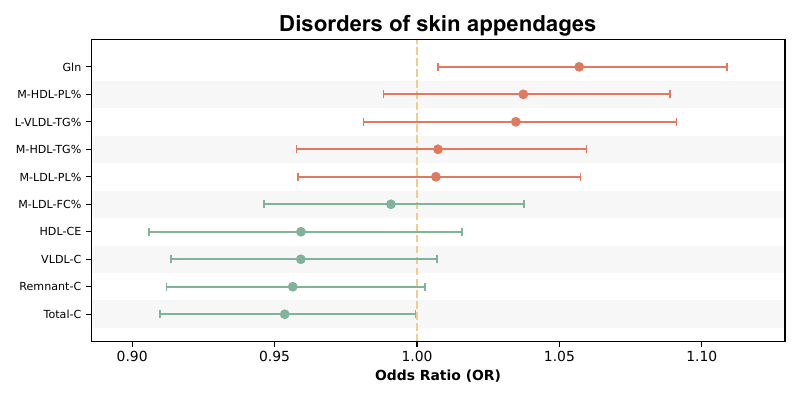 Disorders of skin appendages
Gln
M-HDL-PL%
L-VLDL-TG%
M-HDL-TG%
M-LDL-PL%
M-LDL-FC%
HDL-CE
VLDL-C
Remnant-C
Total-C
0.90 0.95 1.00 1.05 1.10
Odds Ratio (OR)